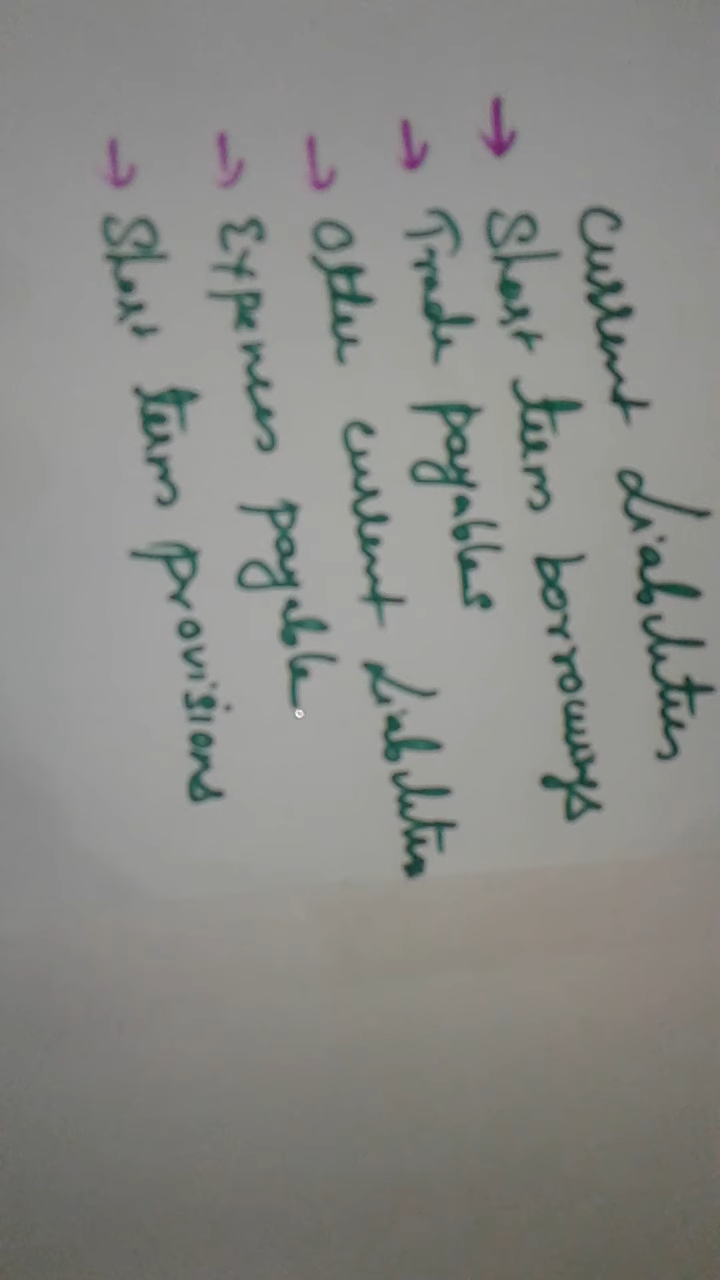 Current Liabilities
→ Short term borrowings
→ Trade payables
→ Other current Liabilities
→ Expenses payable.
→ Short term provisions